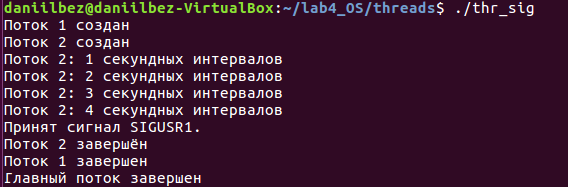 daniilbez@daniilbez-VirtualBox:~/lab4_OS/threads$ ./thr_sig
Поток 1 создан
Поток 2 создан
Поток 2: 1 секундных интервалов
Поток 2: 2 секундных интервалов
Поток 2: 3 секундных интервалов
Поток 2: 4 секундных интервалов
Принят сигнал SIGUSR1.
Поток 2 завершён
Поток 1 завершен
Главный поток завершен